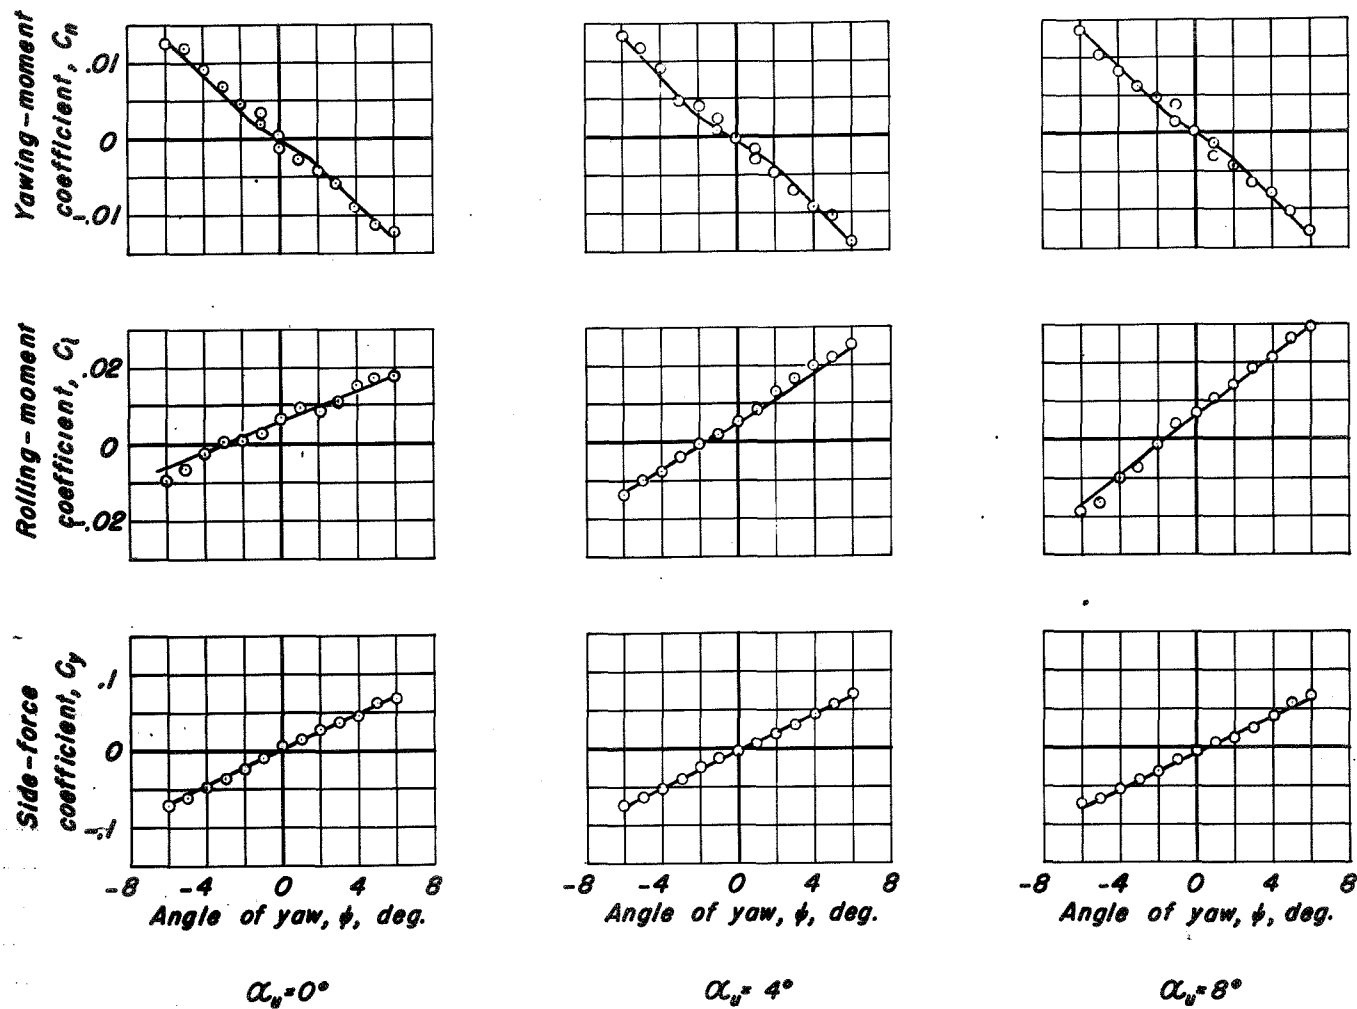 Yawing-moment
coefficient, Cₙ
.01
0
-.01
Rolling-moment
coefficient, Cₗ
.02
0
-.02
Side-force
coefficient, Cy
.1
0
-.1
-8 -4 0 4 8
Angle of yaw, ψ, deg.
-8 -4 0 4 8
Angle of yaw, ψ, deg.
-8 -4 0 4 8
Angle of yaw, ψ, deg.
αᵤ=0°
αᵤ=4°
αᵤ=8°